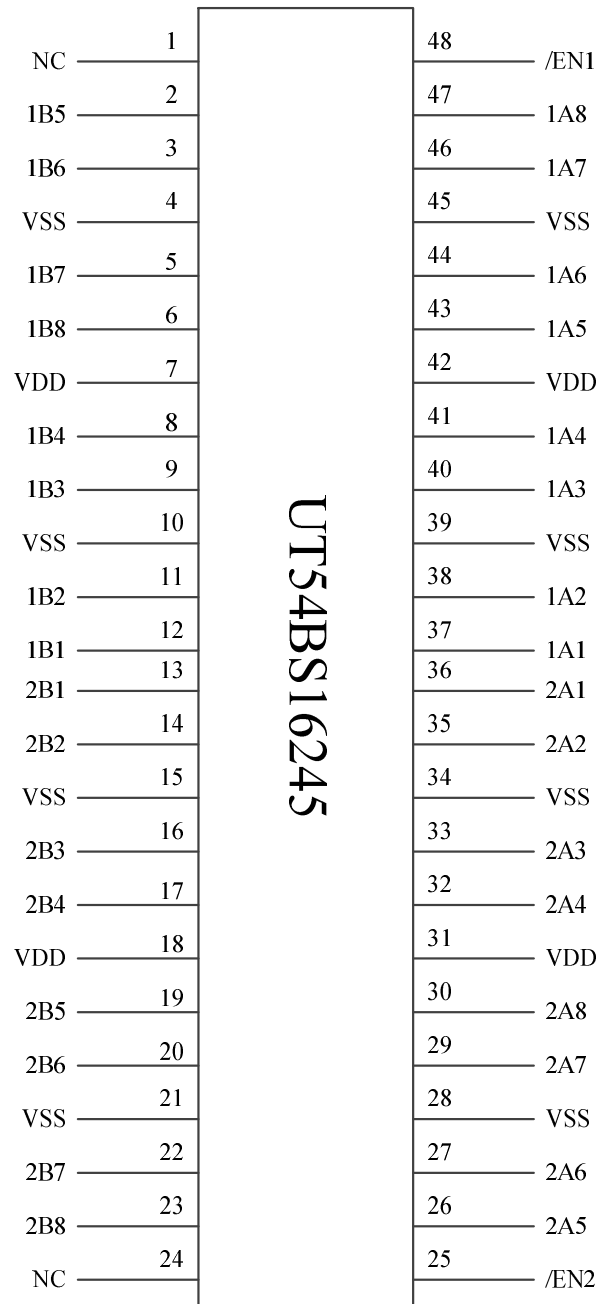 NC 1 48 /EN1
1B5 2 47 1A8
1B6 3 46 1A7
VSS 4 45 VSS
1B7 5 44 1A6
1B8 6 43 1A5
VDD 7 42 VDD
1B4 8 41 1A4
1B3 9 40 1A3
VSS 10 39 VSS
1B2 11 38 1A2
1B1 12 37 1A1
2B1 13 36 2A1
2B2 14 35 2A2
VSS 15 34 VSS
2B3 16 33 2A3
2B4 17 32 2A4
VDD 18 31 VDD
2B5 19 30 2A8
2B6 20 29 2A7
VSS 21 28 VSS
2B7 22 27 2A6
2B8 23 26 2A5
NC 24 25 /EN2
UT54BS16245